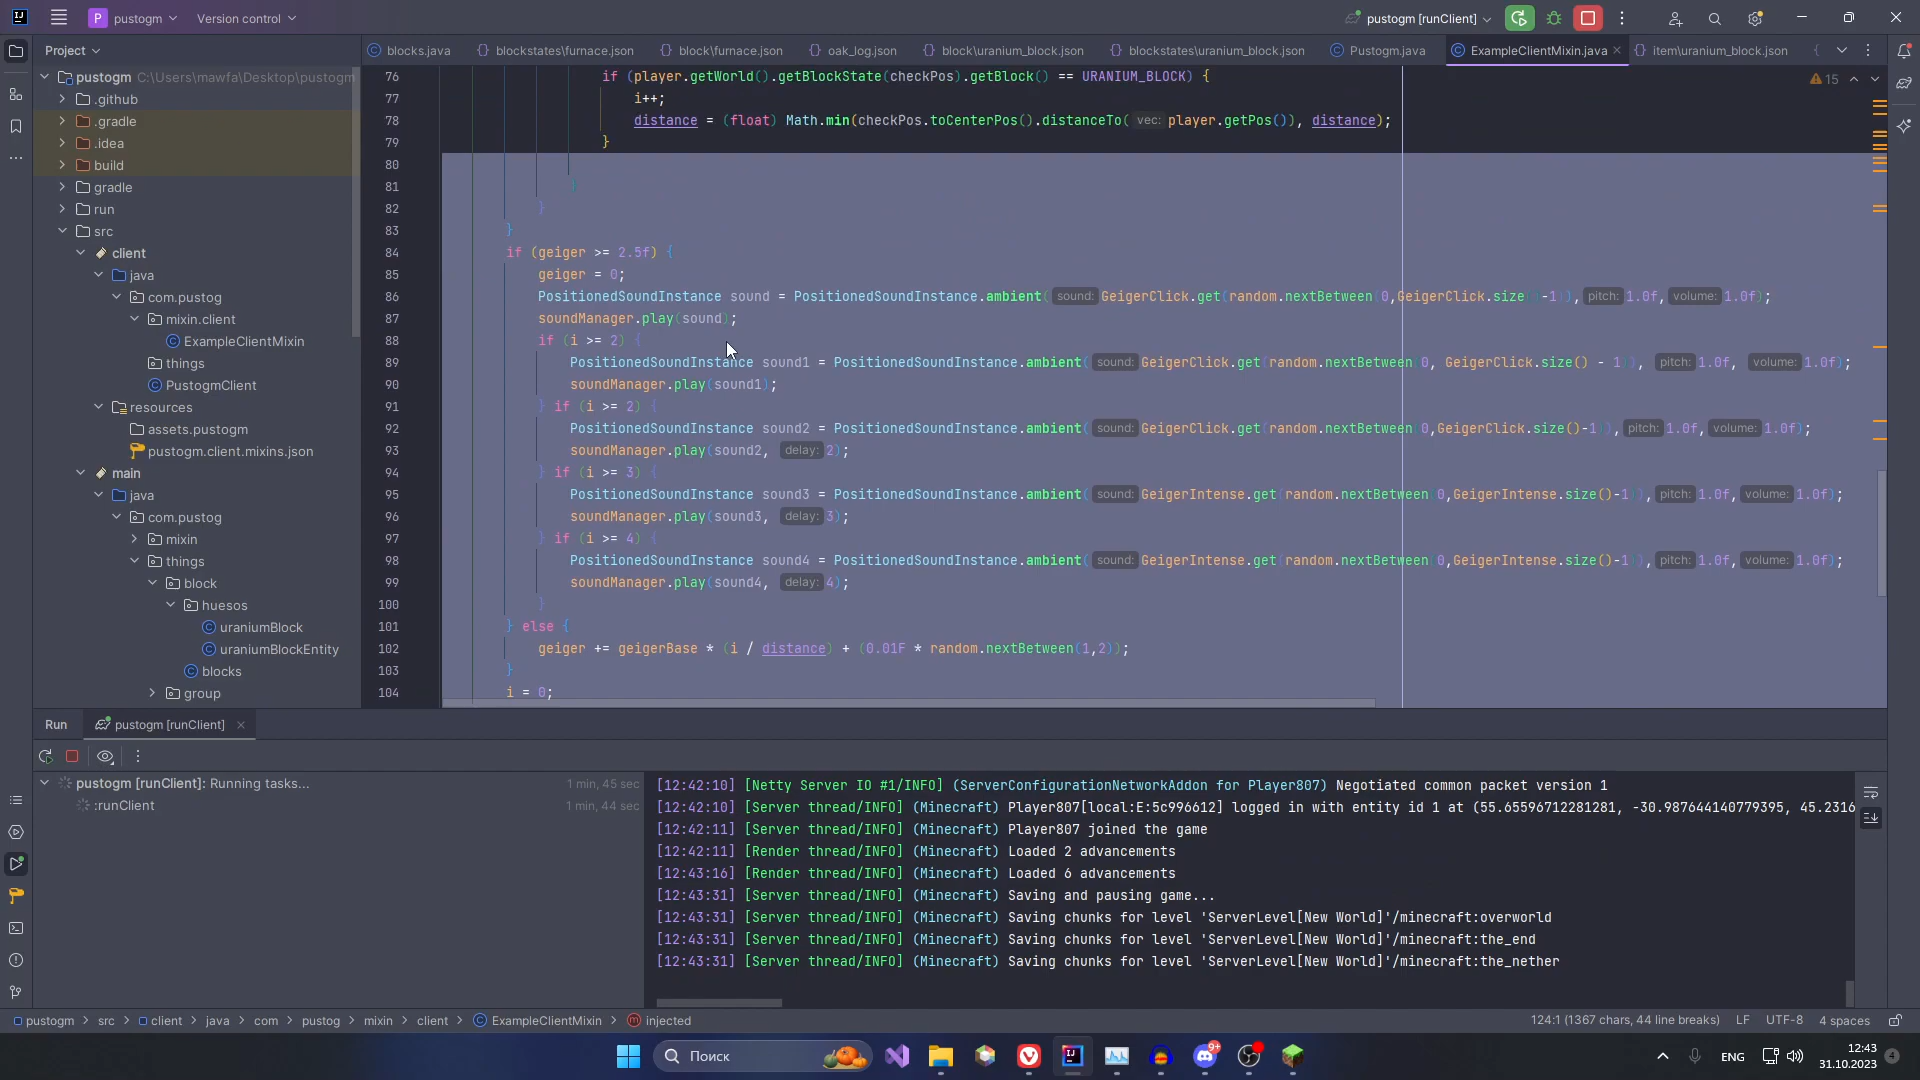 pustogm
Version control
pustogm [runClient]
Project
blocks.java
blockstates\furnace.json
block\furnace.json
oak_log.json
block\uranium_block.json
blockstates\uranium_block.json
Pustogm.java
ExampleClientMixin.java
item\uranium_block.json
pustogm C:\Users\mawfa\Desktop\pustogm
.github
.gradle
.idea
build
gradle
run
src
client
java
com.pustog
mixin.client
ExampleClientMixin
things
PustogmClient
resources
assets.pustogm
pustogm.client.mixins.json
main
java
com.pustog
mixin
things
block
huesos
uraniumBlock
uraniumBlockEntity
blocks
group
15
76 if (player.getWorld().getBlockState(checkPos).getBlock() == URANIUM_BLOCK) {
77 i++;
78 distance = (float) Math.min(checkPos.toCenterPos().distanceTo( vec: player.getPos()), distance);
79 }
80
81 }
82 }
83 }
84 if (geiger >= 2.5f) {
85 geiger = 0;
86 PositionedSoundInstance sound = PositionedSoundInstance.ambient( sound: GeigerClick.get(random.nextBetween(0,GeigerClick.size()-1)), pitch: 1.0f, volume: 1.0f);
87 soundManager.play(sound);
88 if (i >= 2) {
89 PositionedSoundInstance sound1 = PositionedSoundInstance.ambient( sound: GeigerClick.get(random.nextBetween(0, GeigerClick.size() - 1)), pitch: 1.0f, volume: 1.0f);
90 soundManager.play(sound1);
91 } if (i >= 2) {
92 PositionedSoundInstance sound2 = PositionedSoundInstance.ambient( sound: GeigerClick.get(random.nextBetween(0,GeigerClick.size()-1)), pitch: 1.0f, volume: 1.0f);
93 soundManager.play(sound2, delay: 2);
94 } if (i >= 3) {
95 PositionedSoundInstance sound3 = PositionedSoundInstance.ambient( sound: GeigerIntense.get(random.nextBetween(0,GeigerIntense.size()-1)), pitch: 1.0f, volume: 1.0f);
96 soundManager.play(sound3, delay: 3);
97 } if (i >= 4) {
98 PositionedSoundInstance sound4 = PositionedSoundInstance.ambient( sound: GeigerIntense.get(random.nextBetween(0,GeigerIntense.size()-1)), pitch: 1.0f, volume: 1.0f);
99 soundManager.play(sound4, delay: 4);
100 }
101 } else {
102 geiger += geigerBase * (i / distance) + (0.01F * random.nextBetween(1,2));
103 }
104 i = 0;
Run
pustogm [runClient]
pustogm [runClient]: Running tasks... 1 min, 45 sec
:runClient 1 min, 44 sec
[12:42:10] [Netty Server IO #1/INFO] (ServerConfigurationNetworkAddon for Player807) Negotiated common packet version 1
[12:42:10] [Server thread/INFO] (Minecraft) Player807[local:E:5c996612] logged in with entity id 1 at (55.65596712281281, -30.987644140779395, 45.2316
[12:42:11] [Server thread/INFO] (Minecraft) Player807 joined the game
[12:42:11] [Render thread/INFO] (Minecraft) Loaded 2 advancements
[12:43:16] [Render thread/INFO] (Minecraft) Loaded 6 advancements
[12:43:31] [Server thread/INFO] (Minecraft) Saving and pausing game...
[12:43:31] [Server thread/INFO] (Minecraft) Saving chunks for level 'ServerLevel[New World]'/minecraft:overworld
[12:43:31] [Server thread/INFO] (Minecraft) Saving chunks for level 'ServerLevel[New World]'/minecraft:the_end
[12:43:31] [Server thread/INFO] (Minecraft) Saving chunks for level 'ServerLevel[New World]'/minecraft:the_nether
pustogm > src > client > java > com > pustog > mixin > client > ExampleClientMixin > injected
124:1 (1367 chars, 44 line breaks) LF UTF-8 4 spaces
Поиск
9+
ENG
12:43
31.10.2023
4